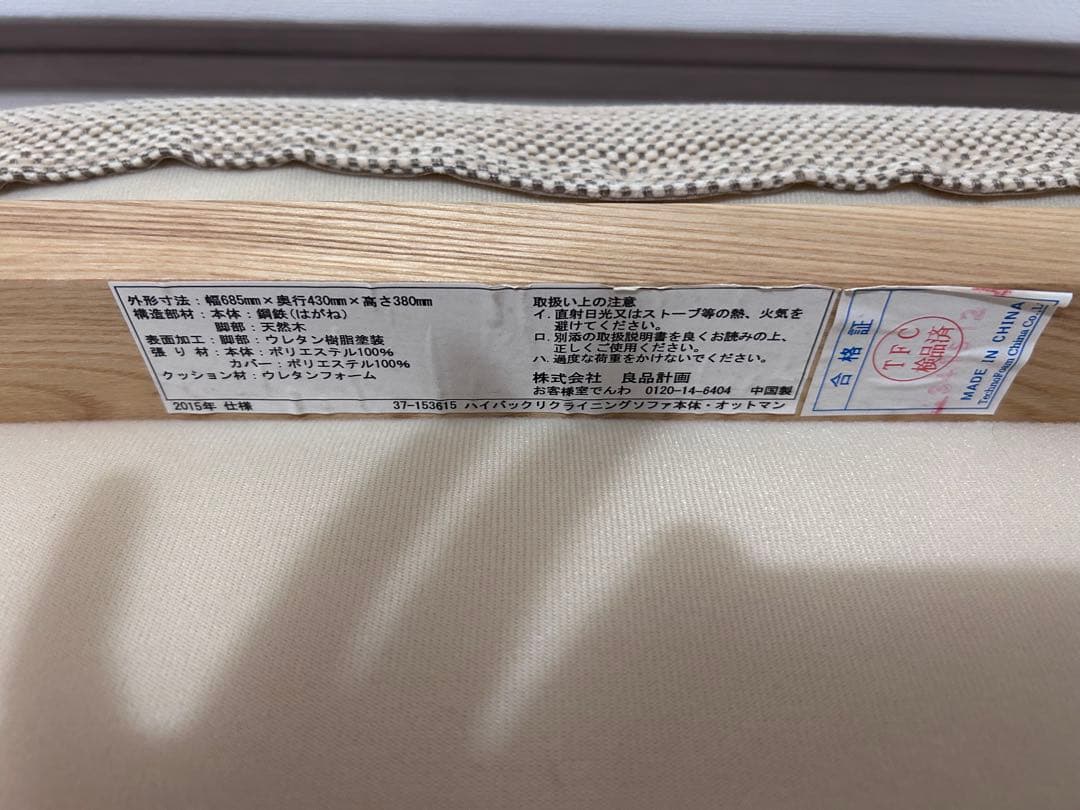 外形寸法：幅685mm×奥行430mm×高さ380mm
構造部材：本体：鋼鉄(はがね)
脚部：天然木
表面加工：脚部：ウレタン樹脂塗装
張り材：本体：ポリエステル100%
カバー：ポリエステル100%
クッション材：ウレタンフォーム
2015年 仕様
取扱い上の注意
イ.直射日光又はストーブ等の熱、火気を
避けてください。
ロ.別添の取扱説明書を良くお読みの上、
正しくご使用ください。
ハ.過度な荷重をかけないでください。
株式会社 良品計画
お客様室でんわ 0120-14-6404 中国製
37-153615 ハイバックリクライニングソファ本体・オットマン
合格証
TFC
検品済
MADE IN CHINA
TechnoFoam China Co.,